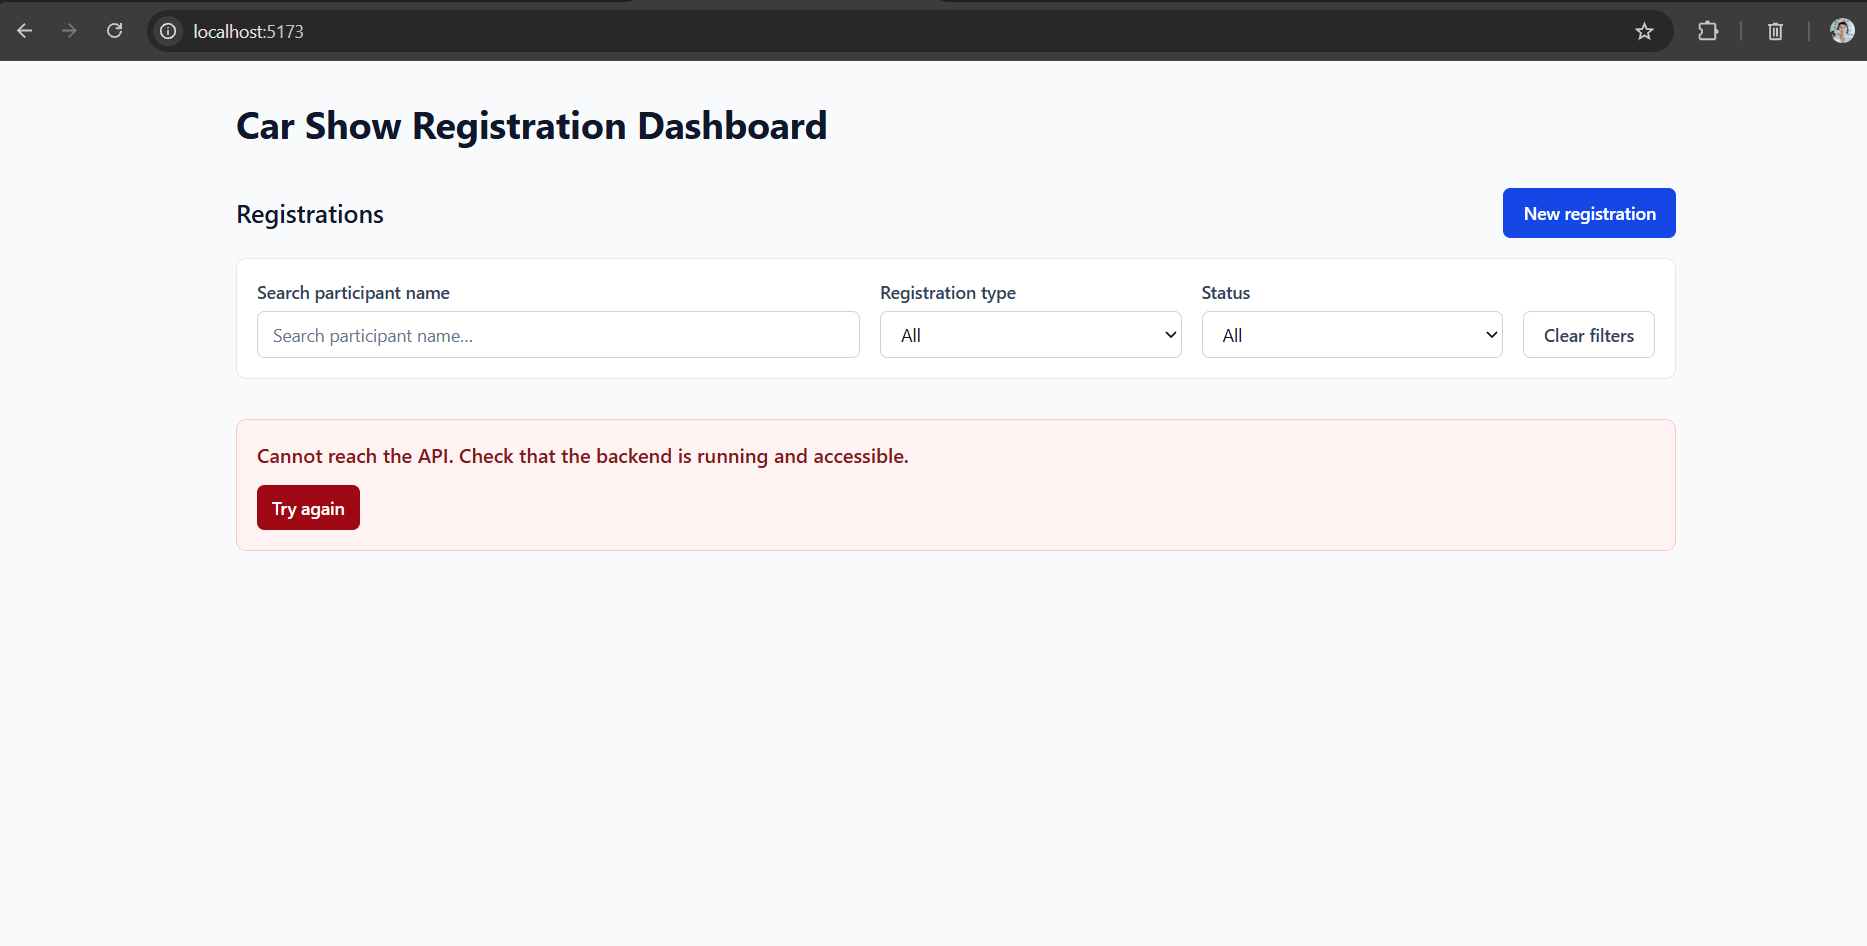 localhost:5173
Car Show Registration Dashboard
Registrations
New registration
Search participant name
Registration type
Status
Search participant name...
All
All
Clear filters
Cannot reach the API. Check that the backend is running and accessible.
Try again